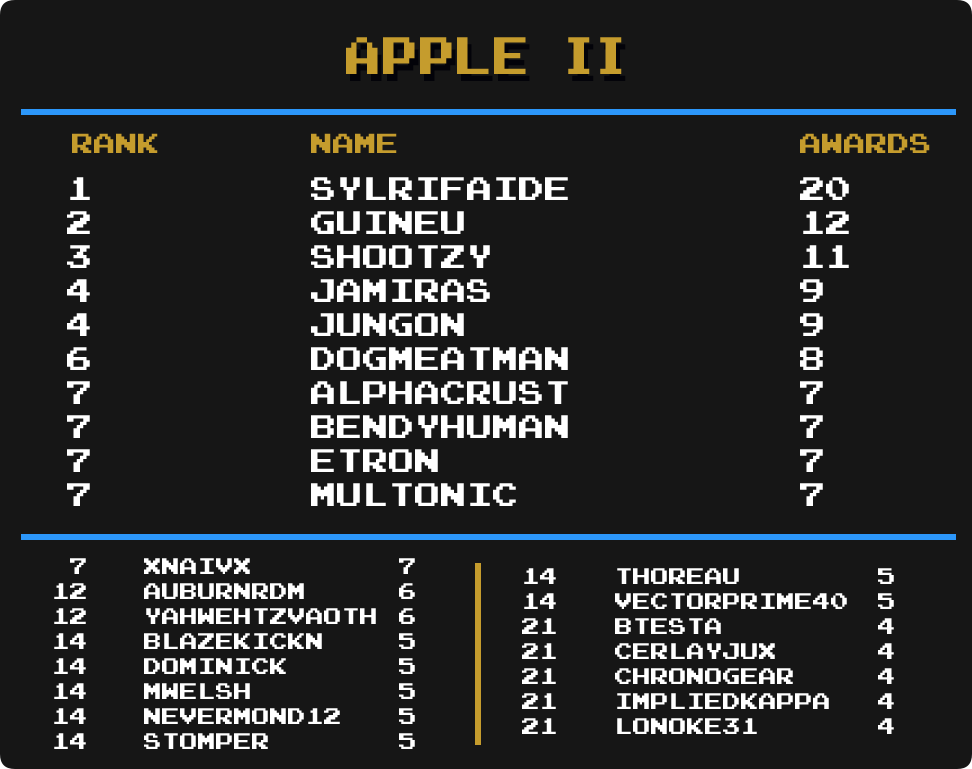 APPLE II
RANK NAME AWARDS
1 SYLRIFAIDE 20
2 GUINEU 12
3 SHOOTZY 11
4 JAMIRAS 9
4 JUNGON 9
6 DOGMEATMAN 8
7 ALPHACRUST 7
7 BENDYHUMAN 7
7 ETRON 7
7 MULTONIC 7
7 XNAIVX 7
12 AUBURNRDM 6
12 YAHWEHTZVAOTH 6
14 BLAZEKICKN 5
14 DOMINICK 5
14 MWELSH 5
14 NEVERMOND12 5
14 STOMPER 5
14 THOREAU 5
14 VECTORPRIME40 5
21 BTESTA 4
21 CERLAYJUX 4
21 CHRONOGEAR 4
21 IMPLIEDKAPPA 4
21 LONOKE31 4